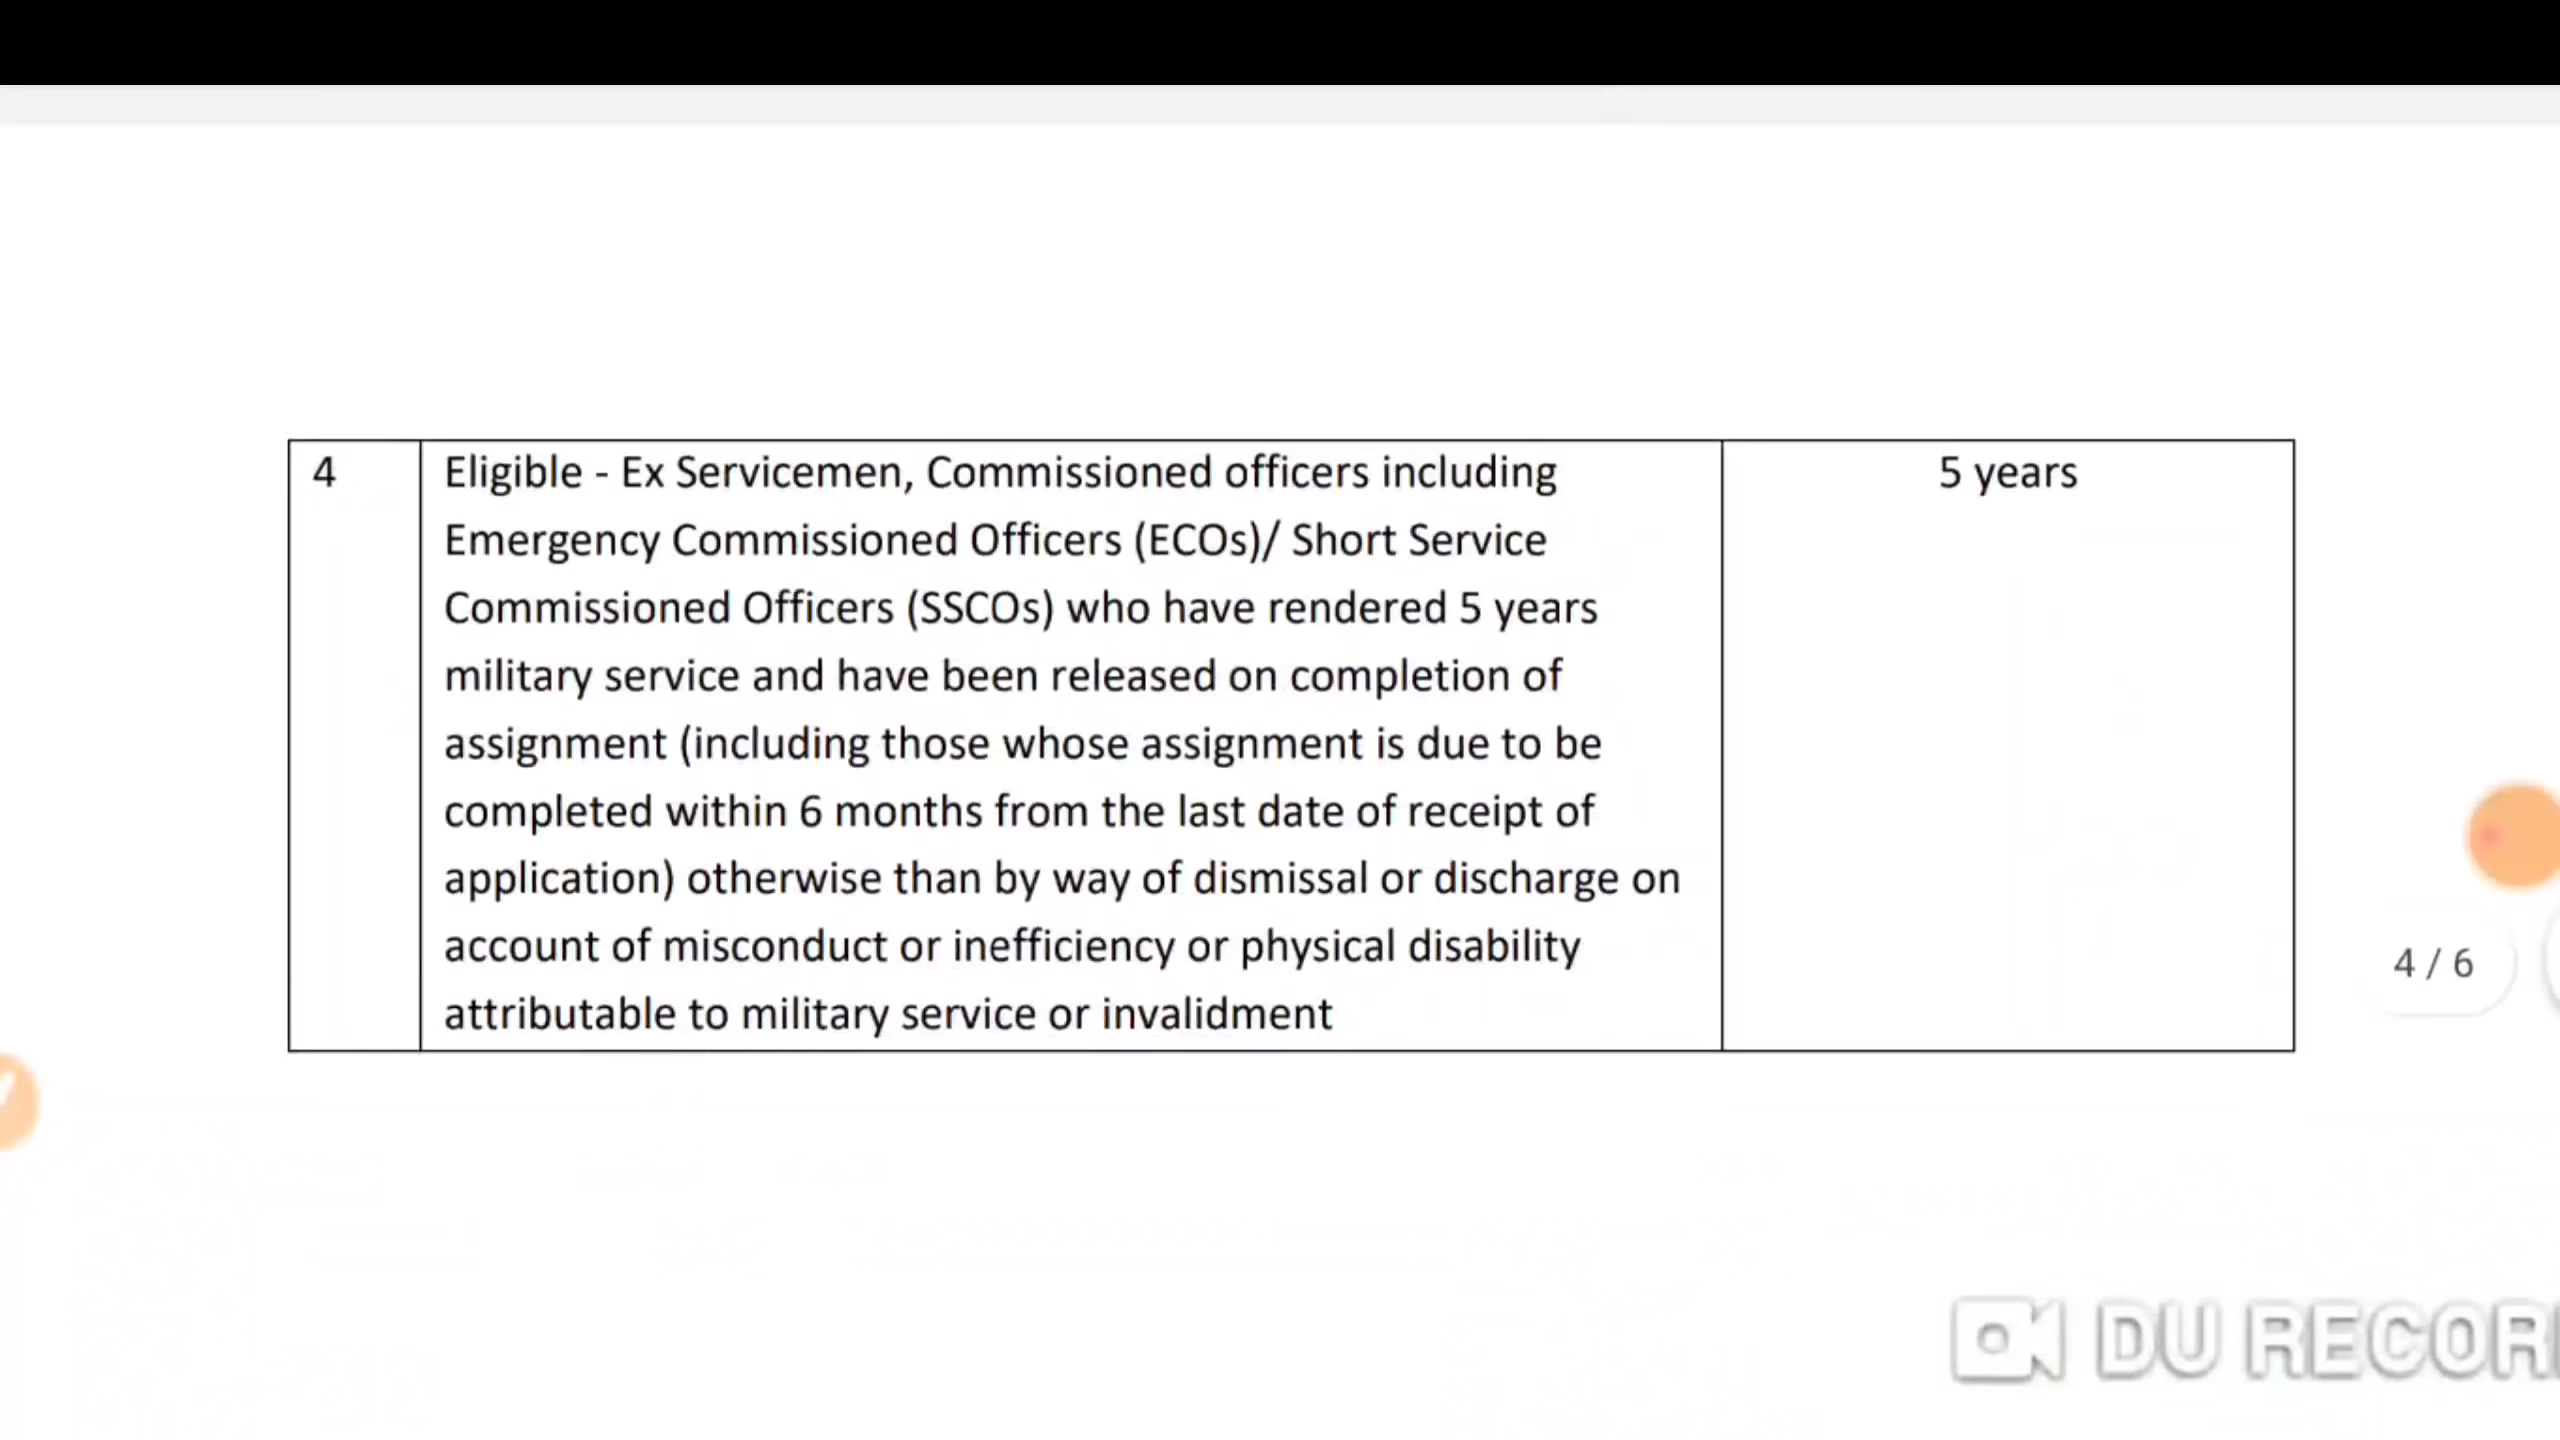 4 Eligible - Ex Servicemen, Commissioned officers including 5 years
Emergency Commissioned Officers (ECOs)/ Short Service
Commissioned Officers (SSCOs) who have rendered 5 years
military service and have been released on completion of
assignment (including those whose assignment is due to be
completed within 6 months from the last date of receipt of
application) otherwise than by way of dismissal or discharge on
account of misconduct or inefficiency or physical disability
attributable to military service or invalidment
4 / 6
DU RECOR